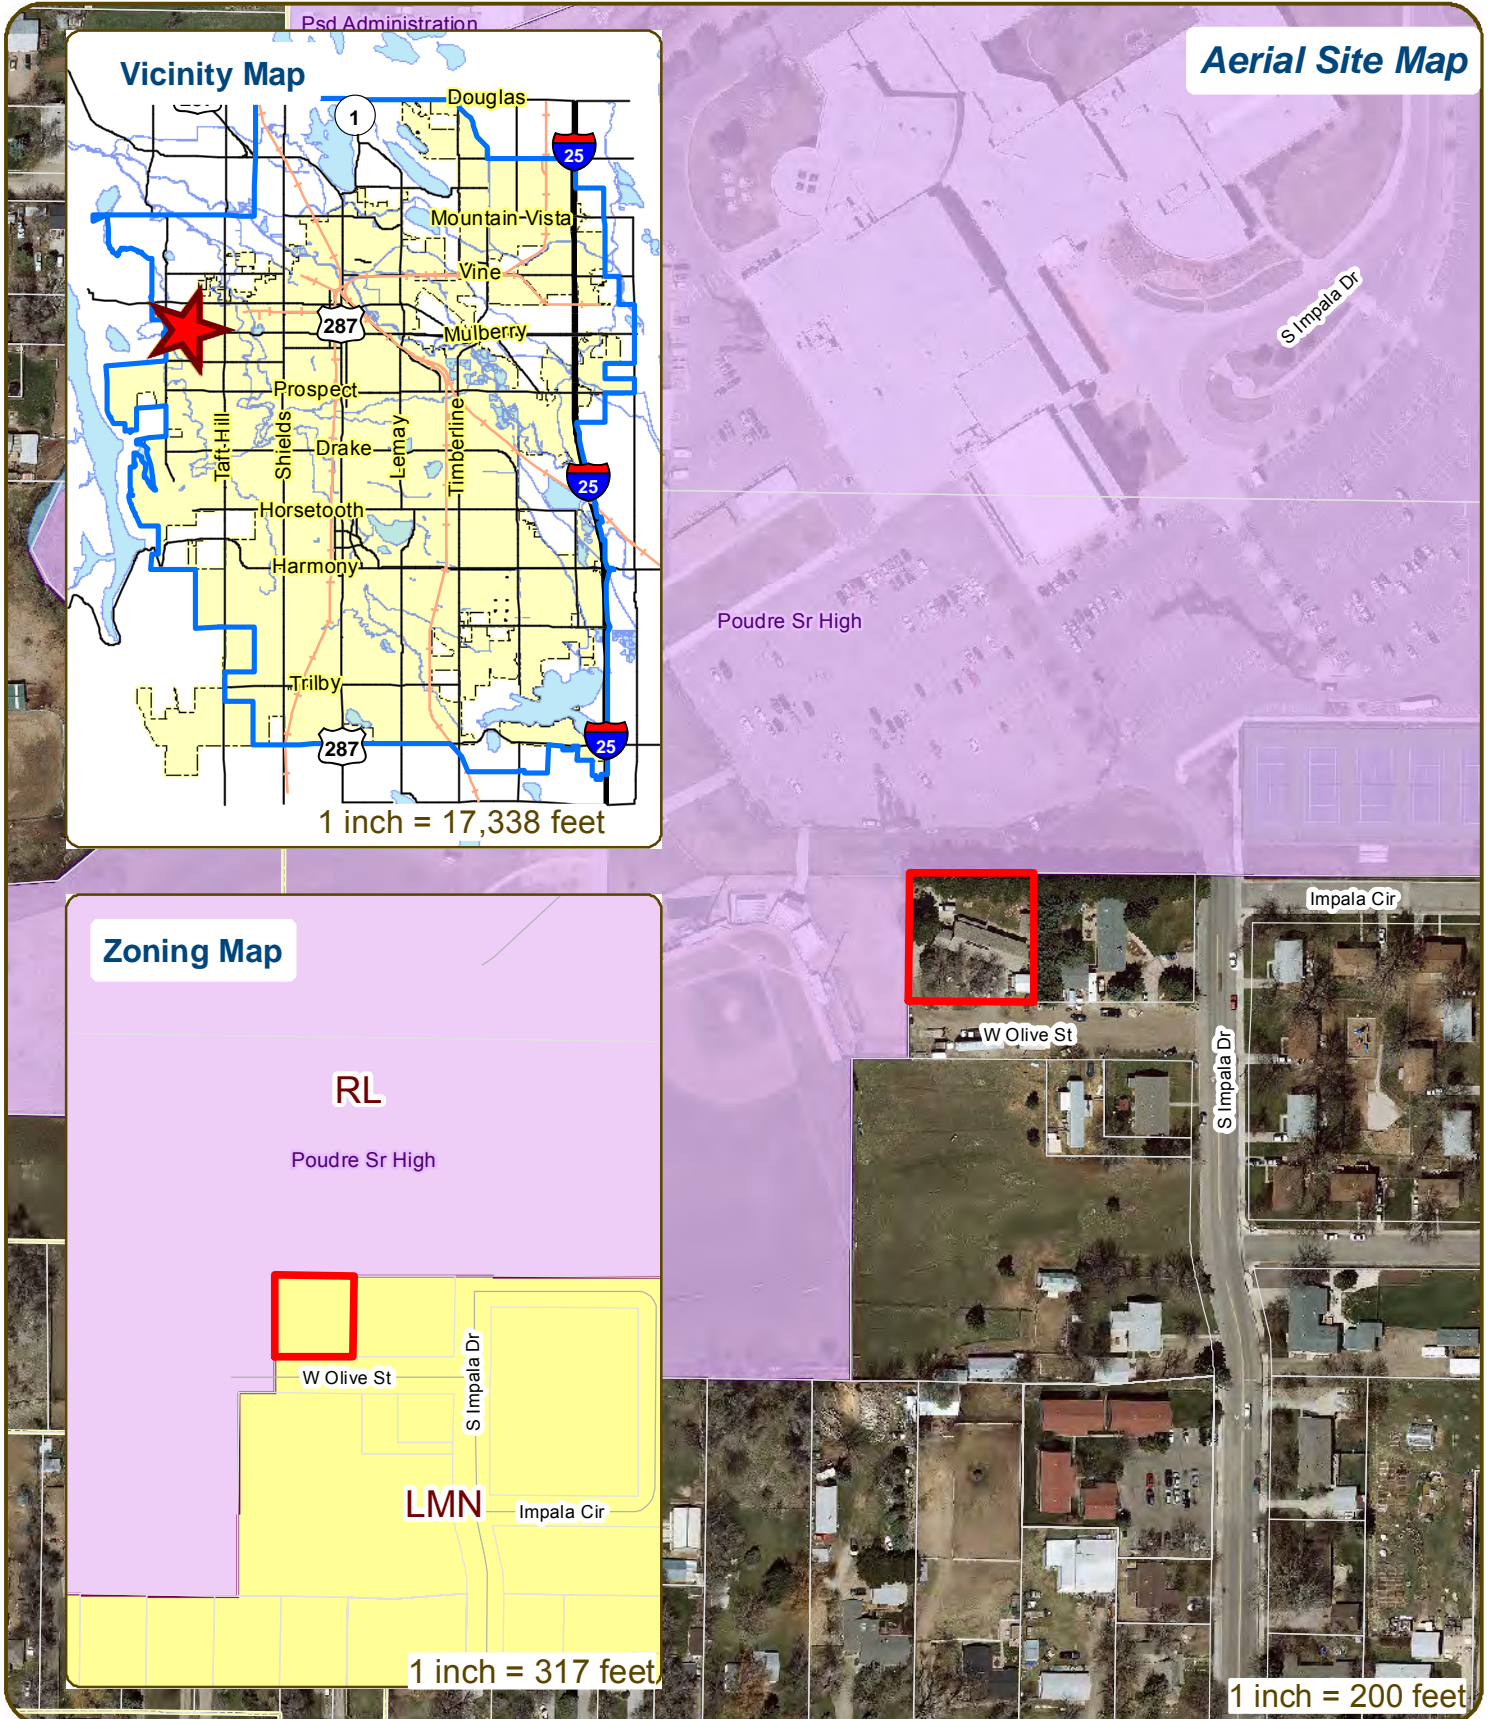 Psd Administration
Aerial Site Map
Vicinity Map
Douglas
1
25
Mountain Vista
Vine
287
Mulberry
Prospect
Taft Hill
Shields
Drake
Lemay
Timberline
25
Horsetooth
Harmony
Trilby
287
25
1 inch = 17,338 feet
S Impala Dr
Poudre Sr High
Impala Cir
W Olive St
S Impala Dr
Zoning Map
RL
Poudre Sr High
W Olive St
S Impala Dr
LMN
Impala Cir
1 inch = 317 feet
1 inch = 200 feet